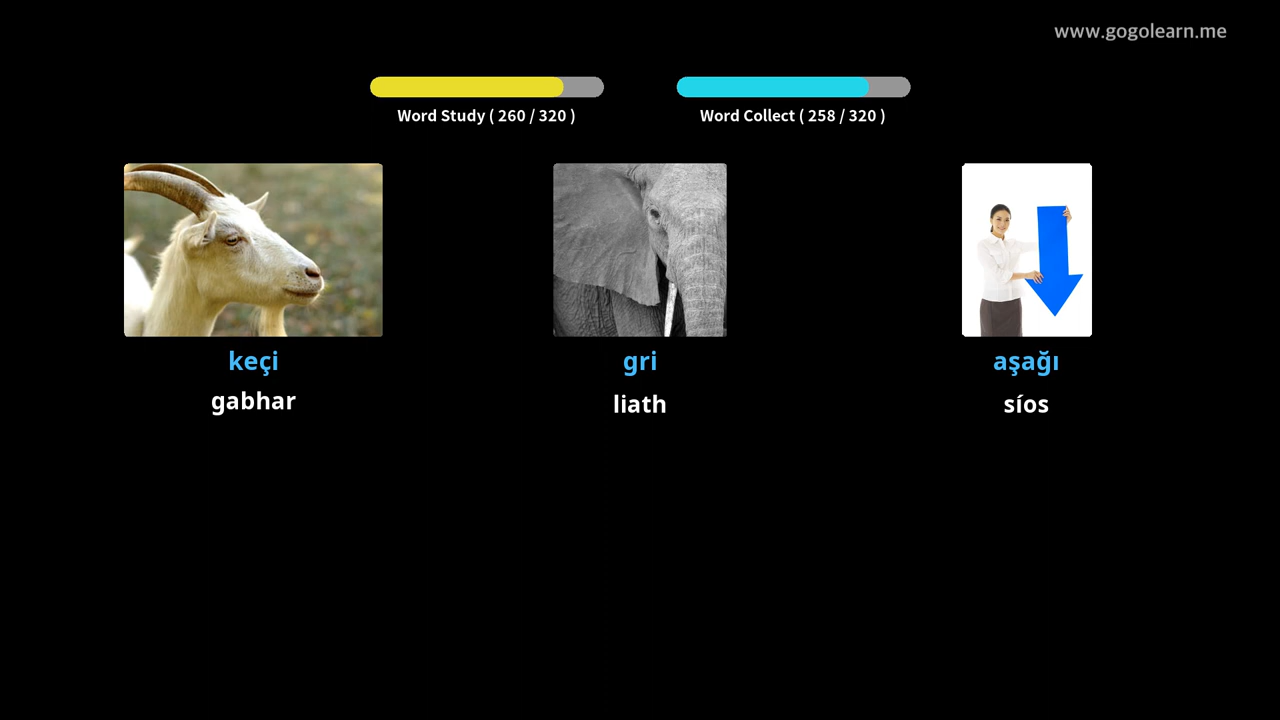 www.gogolearn.me
Word Study ( 260 / 320 )
Word Collect ( 258 / 320 )
keçi
gabhar
gri
liath
aşağı
síos